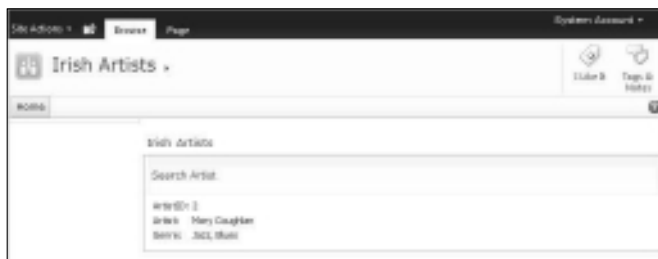 System Account
Site Actions Browse Page
Irish Artists
I Like It Tags & Notes
Home
Irish Artists
Search Artist
ArtistID: 2
Artist: Mary Coughlan
Genre: Jazz, Blues